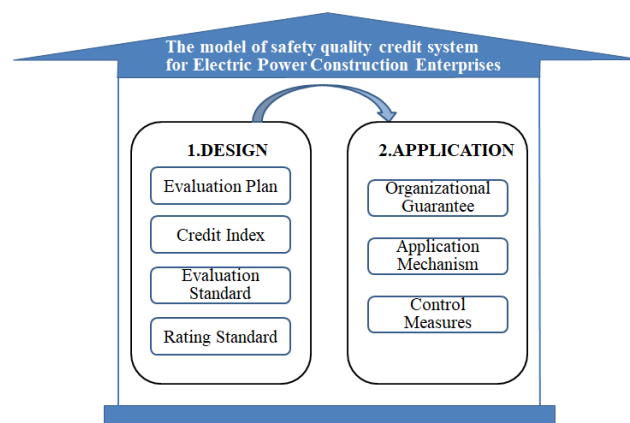 The model of safety quality credit system
for Electric Power Construction Enterprises
1.DESIGN
Evaluation Plan
Credit Index
Evaluation
Standard
Rating Standard
2.APPLICATION
Organizational
Guarantee
Application
Mechanism
Control
Measures